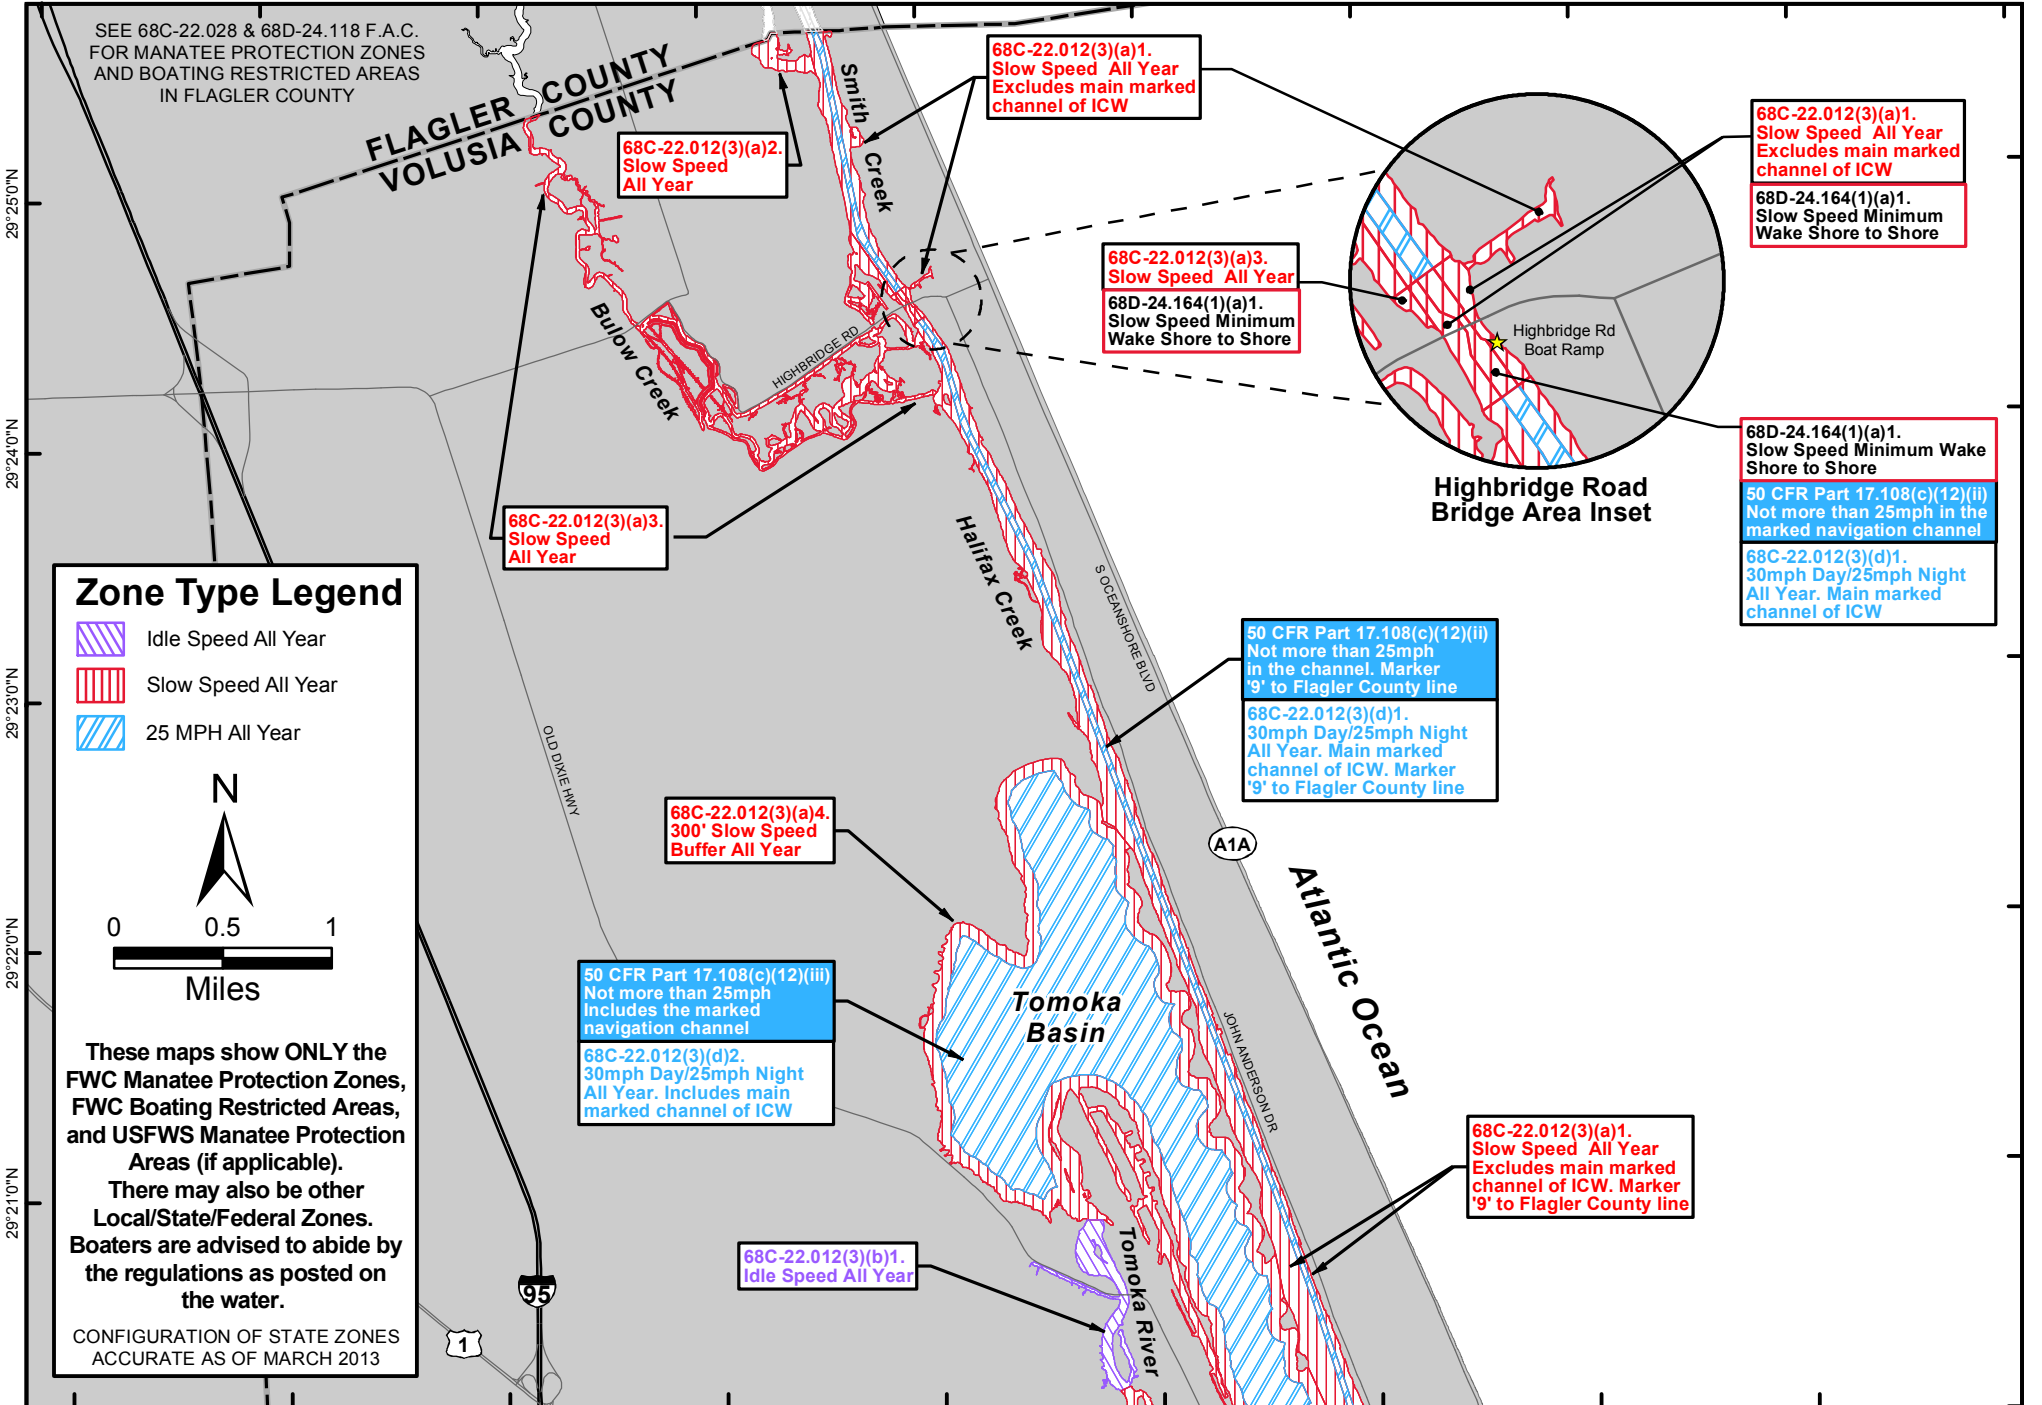 SEE 68C-22.028 & 68D-24.118 F.A.C.
FOR MANATEE PROTECTION ZONES
AND BOATING RESTRICTED AREAS
IN FLAGLER COUNTY
FLAGLER COUNTY
VOLUSIA COUNTY
68C-22.012(3)(a)2.
Slow Speed
All Year
Smith Creek
68C-22.012(3)(a)1.
Slow Speed All Year
Excludes main marked
channel of ICW
68C-22.012(3)(a)1.
Slow Speed All Year
Excludes main marked
channel of ICW
68D-24.164(1)(a)1.
Slow Speed Minimum
Wake Shore to Shore
68C-22.012(3)(a)3.
Slow Speed All Year
68D-24.164(1)(a)1.
Slow Speed Minimum
Wake Shore to Shore
Highbridge Rd
Boat Ramp
Highbridge Road
Bridge Area Inset
68D-24.164(1)(a)1.
Slow Speed Minimum Wake
Shore to Shore
50 CFR Part 17.108(c)(12)(ii)
Not more than 25mph in the
marked navigation channel
68C-22.012(3)(d)1.
30mph Day/25mph Night
All Year. Main marked
channel of ICW
29°25'0"N
29°24'0"N
29°23'0"N
29°22'0"N
29°21'0"N
Bulow Creek
HIGHBRIDGE RD
68C-22.012(3)(a)3.
Slow Speed
All Year
Halifax Creek
S OCEANSHORE BLVD
50 CFR Part 17.108(c)(12)(ii)
Not more than 25mph
in the channel. Marker
'9' to Flagler County line
68C-22.012(3)(d)1.
30mph Day/25mph Night
All Year. Main marked
channel of ICW. Marker
'9' to Flagler County line
Zone Type Legend
Idle Speed All Year
Slow Speed All Year
25 MPH All Year
N
0 0.5 1
Miles
These maps show ONLY the
FWC Manatee Protection Zones,
FWC Boating Restricted Areas,
and USFWS Manatee Protection
Areas (if applicable).
There may also be other
Local/State/Federal Zones.
Boaters are advised to abide by
the regulations as posted on
the water.
CONFIGURATION OF STATE ZONES
ACCURATE AS OF MARCH 2013
OLD DIXIE HWY
68C-22.012(3)(a)4.
300' Slow Speed
Buffer All Year
A1A
Atlantic Ocean
50 CFR Part 17.108(c)(12)(iii)
Not more than 25mph
Includes the marked
navigation channel
68C-22.012(3)(d)2.
30mph Day/25mph Night
All Year. Includes main
marked channel of ICW
Tomoka
Basin
JOHN ANDERSON DR
68C-22.012(3)(a)1.
Slow Speed All Year
Excludes main marked
channel of ICW. Marker
'9' to Flagler County line
68C-22.012(3)(b)1.
Idle Speed All Year
Tomoka River
95
1